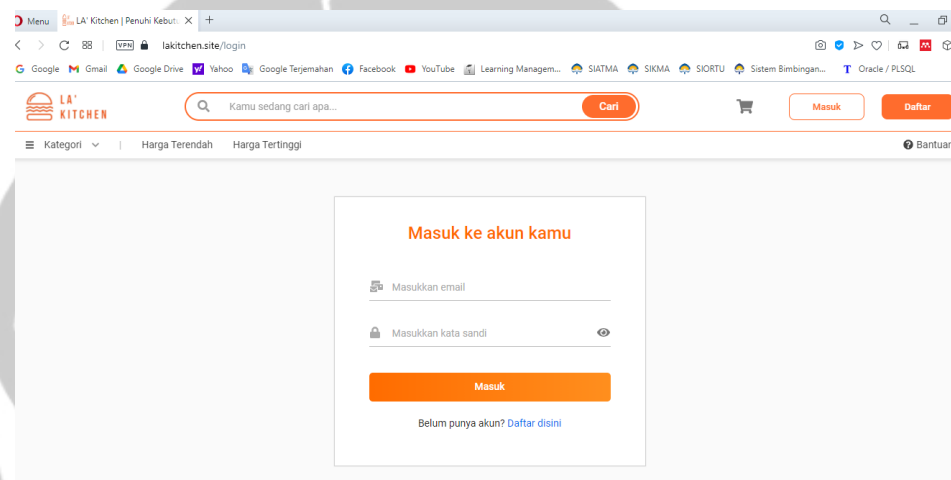 Menu LA' Kitchen | Penuhi Kebutu
VPN lakitchen.site/login
Google Gmail Google Drive Yahoo Google Terjemahan Facebook YouTube Learning Managem... SIATMA SIKMA SIORTU Sistem Bimbingan... T Oracle / PLSQL
LA'
KITCHEN
Kamu sedang cari apa... Cari Masuk Daftar
Kategori | Harga Terendah Harga Tertinggi Bantuan
Masuk ke akun kamu
Masukkan email
Masukkan kata sandi
Masuk
Belum punya akun? Daftar disini